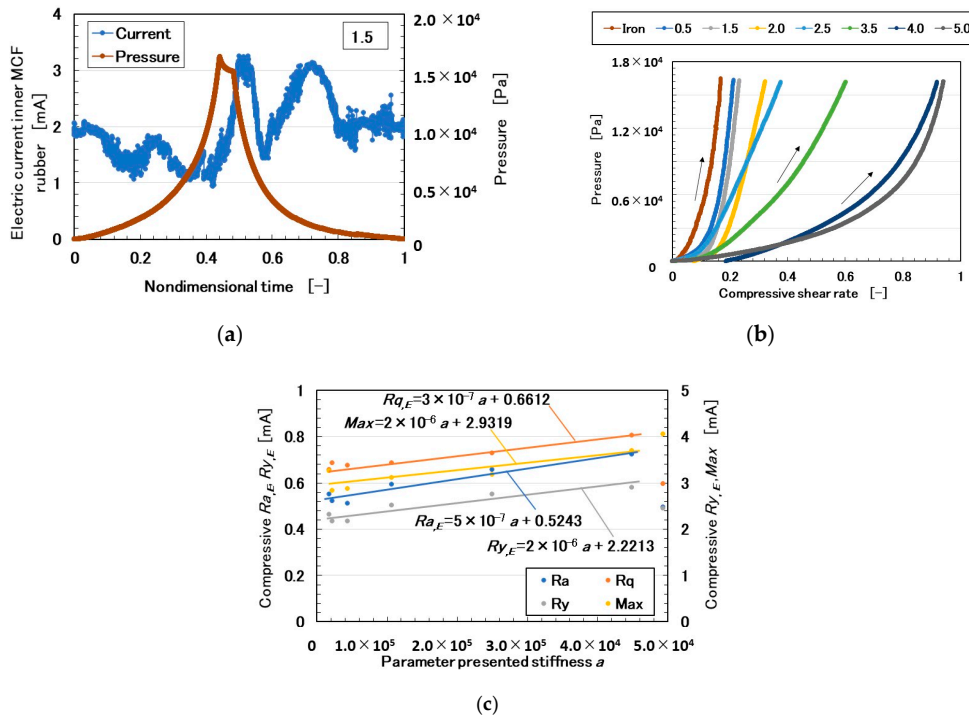 1.5
Current
Pressure
Electric current inner MCF
rubber [mA]
4
3
2
1
0
2.0×10⁴
1.5×10⁴
1.0×10⁴
0.5×10⁴
0
Pressure [Pa]
0 0.2 0.4 0.6 0.8 1
Nondimensional time [-]
(a)
Iron 0.5 1.5 2.0 2.5 3.5 4.0 5.0
Pressure [Pa]
1.8×10⁴
1.2×10⁴
0.6×10⁴
0
0 0.2 0.4 0.6 0.8 1
Compressive shear rate [-]
(b)
Compressive Ra,E, Ry,E [mA]
1
0.8
0.6
0.4
0.2
0
Rq,E=3×10⁻⁷ a + 0.6612
Max=2×10⁻⁶ a + 2.9319
Ra,E=5×10⁻⁷ a + 0.5243
Ry,E=2×10⁻⁶ a + 2.2213
Ra Rq
Ry Max
5
4
3
2
1
0
Compressive Ry,E, Max [mA]
0 1.0×10⁵ 2.0×10⁵ 3.0×10⁵ 4.0×10⁴ 5.0×10⁴
Parameter presented stiffness a
(c)